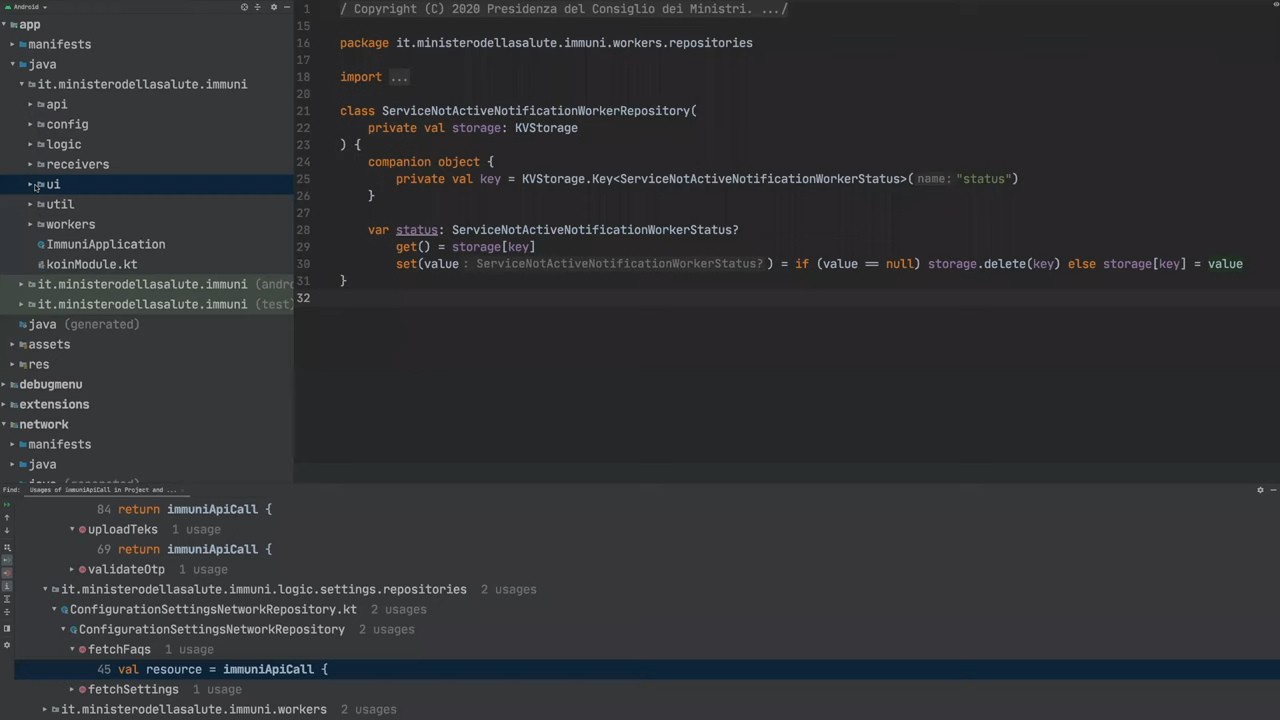 Android
app
manifests
java
it.ministerodellasalute.immuni
api
config
logic
receivers
ui
util
workers
ImmuniApplication
koinModule.kt
it.ministerodellasalute.immuni (andro
it.ministerodellasalute.immuni (test)
java (generated)
assets
res
debugmenu
extensions
network
manifests
java
1 / Copyright (C) 2020 Presidenza del Consiglio dei Ministri. .../
15
16 package it.ministerodellasalute.immuni.workers.repositories
17
18 import ...
20
21 class ServiceNotActiveNotificationWorkerRepository(
22 private val storage: KVStorage
23 ) {
24 companion object {
25 private val key = KVStorage.Key<ServiceNotActiveNotificationWorkerStatus>( name: "status")
26 }
27
28 var status: ServiceNotActiveNotificationWorkerStatus?
29 get() = storage[key]
30 set(value : ServiceNotActiveNotificationWorkerStatus? ) = if (value == null) storage.delete(key) else storage[key] = value
31 }
32
Find: Usages of immuniApiCall in Project and ...
84 return immuniApiCall {
uploadTeks 1 usage
69 return immuniApiCall {
validateOtp 1 usage
it.ministerodellasalute.immuni.logic.settings.repositories 2 usages
ConfigurationSettingsNetworkRepository.kt 2 usages
ConfigurationSettingsNetworkRepository 2 usages
fetchFaqs 1 usage
45 val resource = immuniApiCall {
fetchSettings 1 usage
it.ministerodellasalute.immuni.workers 2 usages